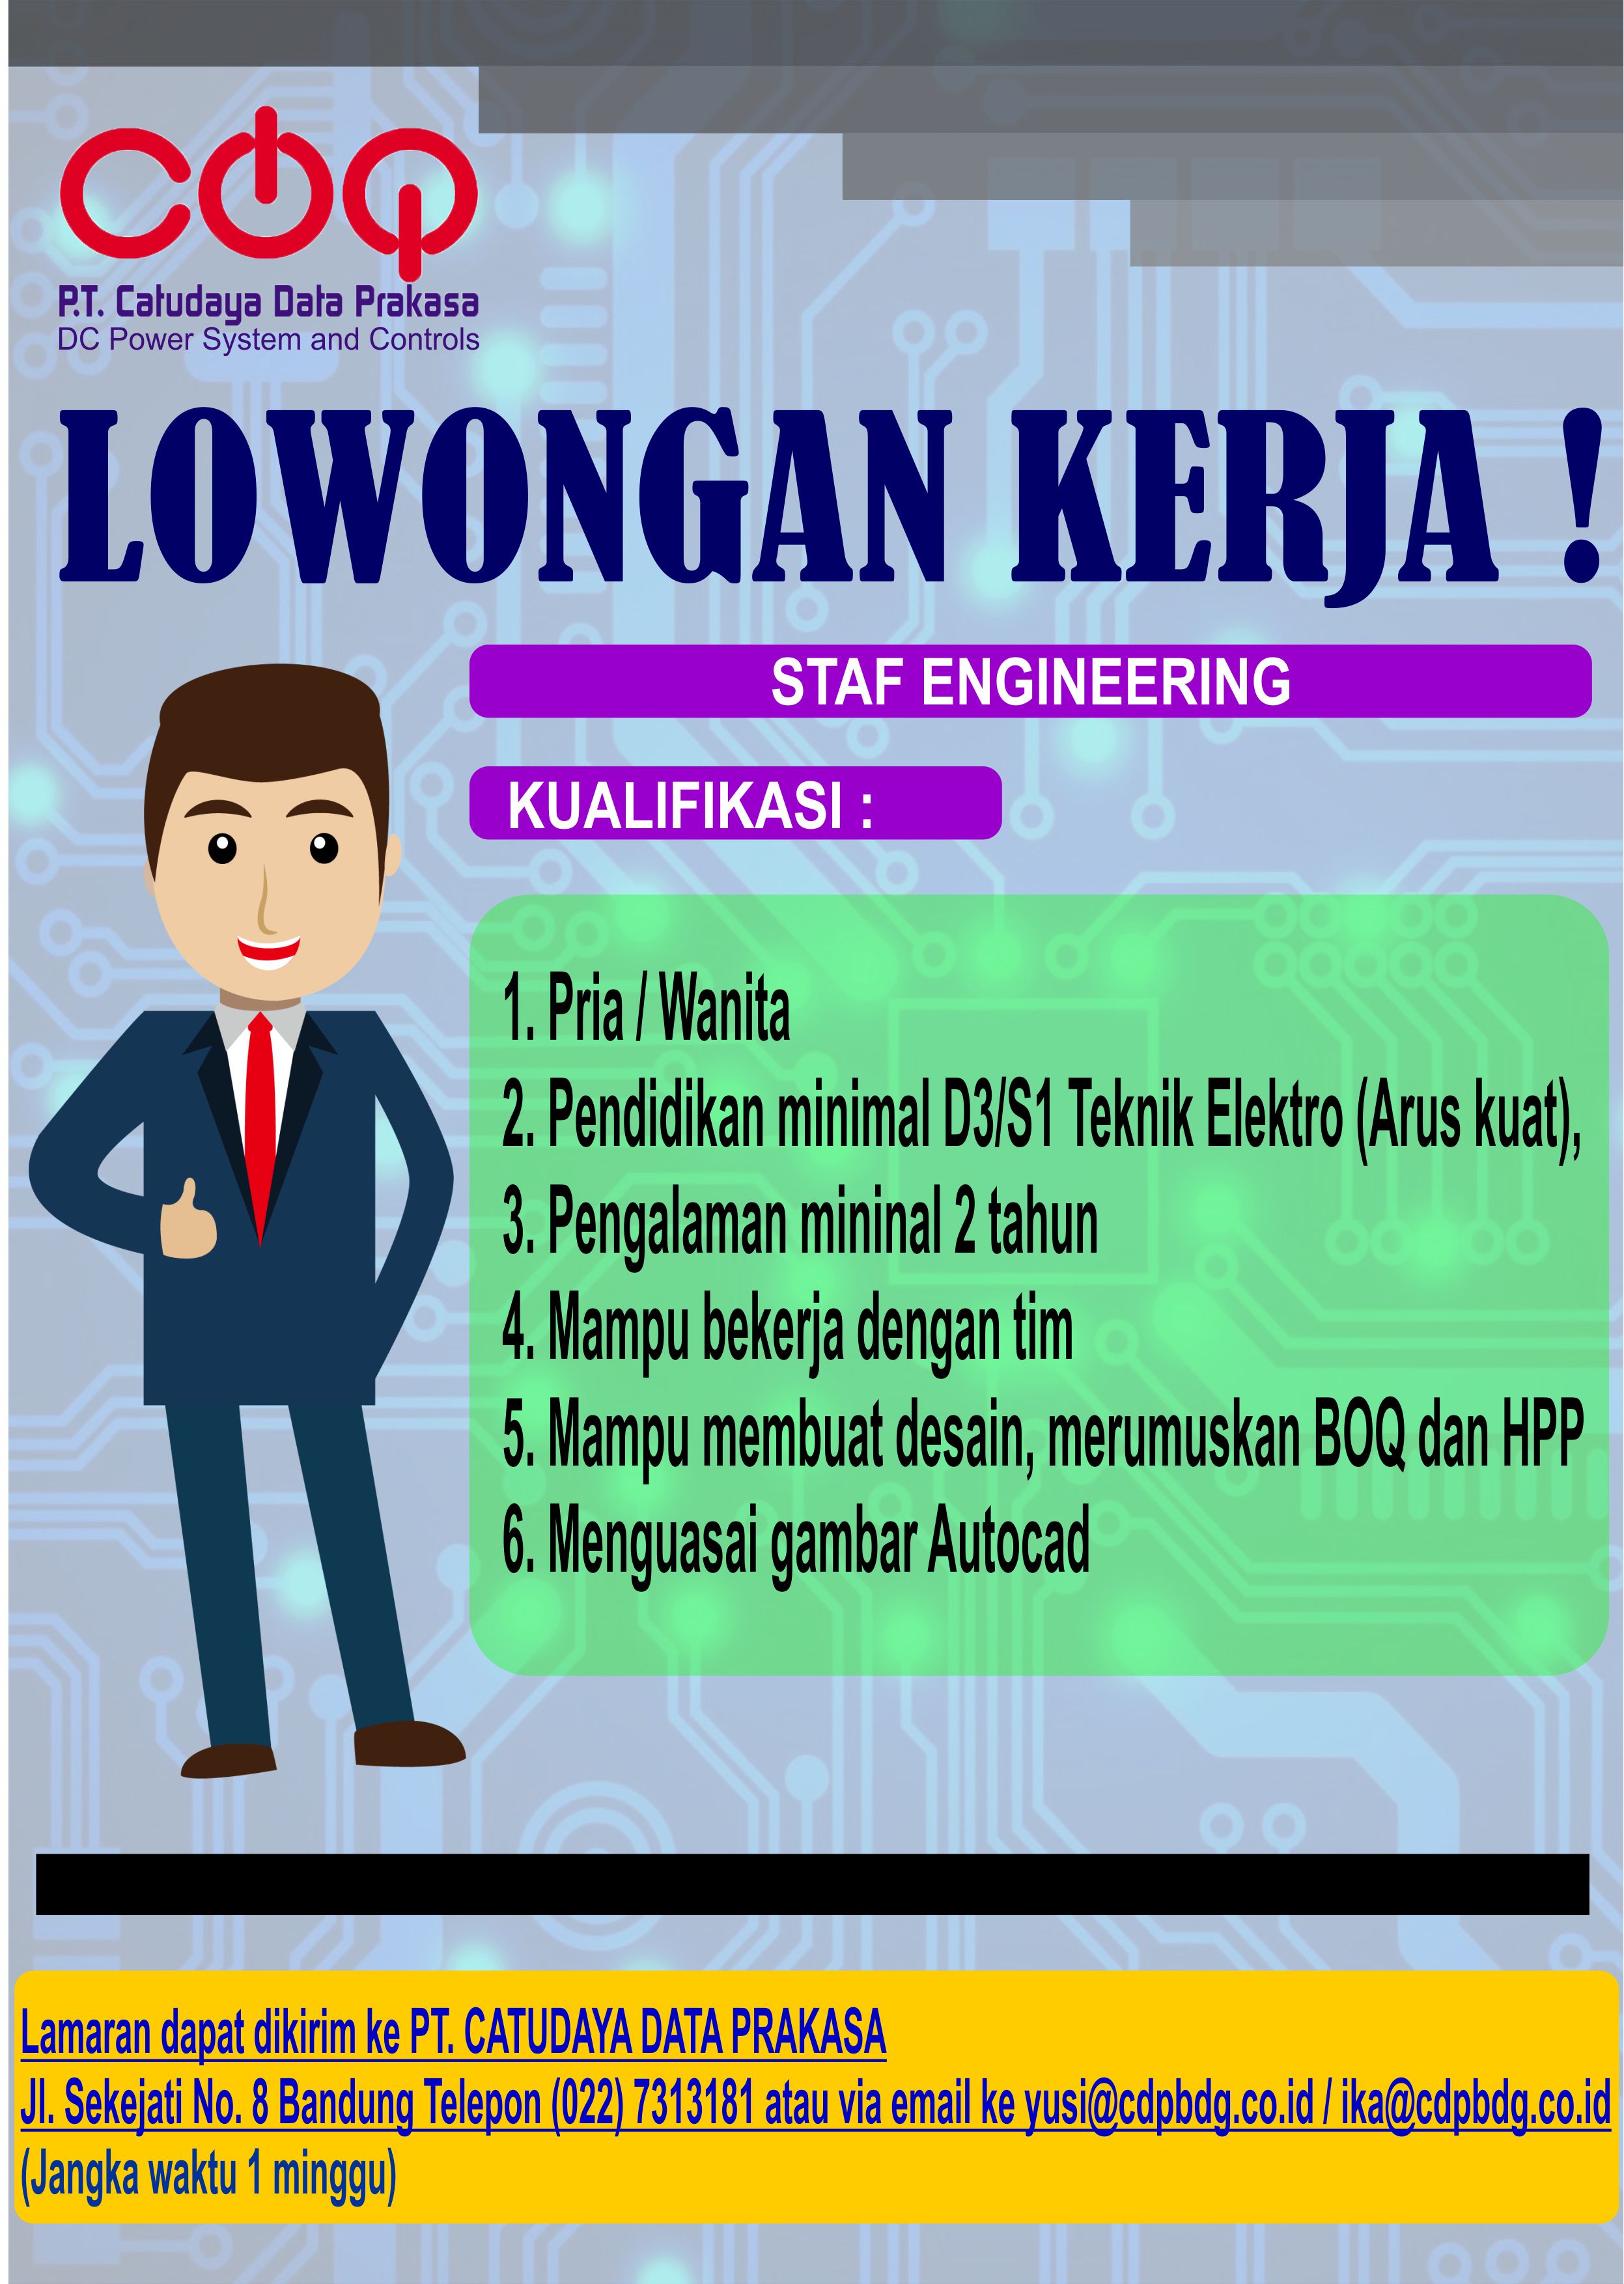 CDP
P.T. Catudaya Data Prakasa
DC Power System and Controls
LOWONGAN KERJA !
STAF ENGINEERING
KUALIFIKASI :
1. Pria / Wanita
2. Pendidikan minimal D3/S1 Teknik Elektro (Arus kuat),
3. Pengalaman mininal 2 tahun
4. Mampu bekerja dengan tim
5. Mampu membuat desain, merumuskan BOQ dan HPP
6. Menguasai gambar Autocad
Lamaran dapat dikirim ke PT. CATUDAYA DATA PRAKASA
Jl. Sekejati No. 8 Bandung Telepon (022) 7313181 atau via email ke yusi@cdpbdg.co.id / ika@cdpbdg.co.id
(Jangka waktu 1 minggu)